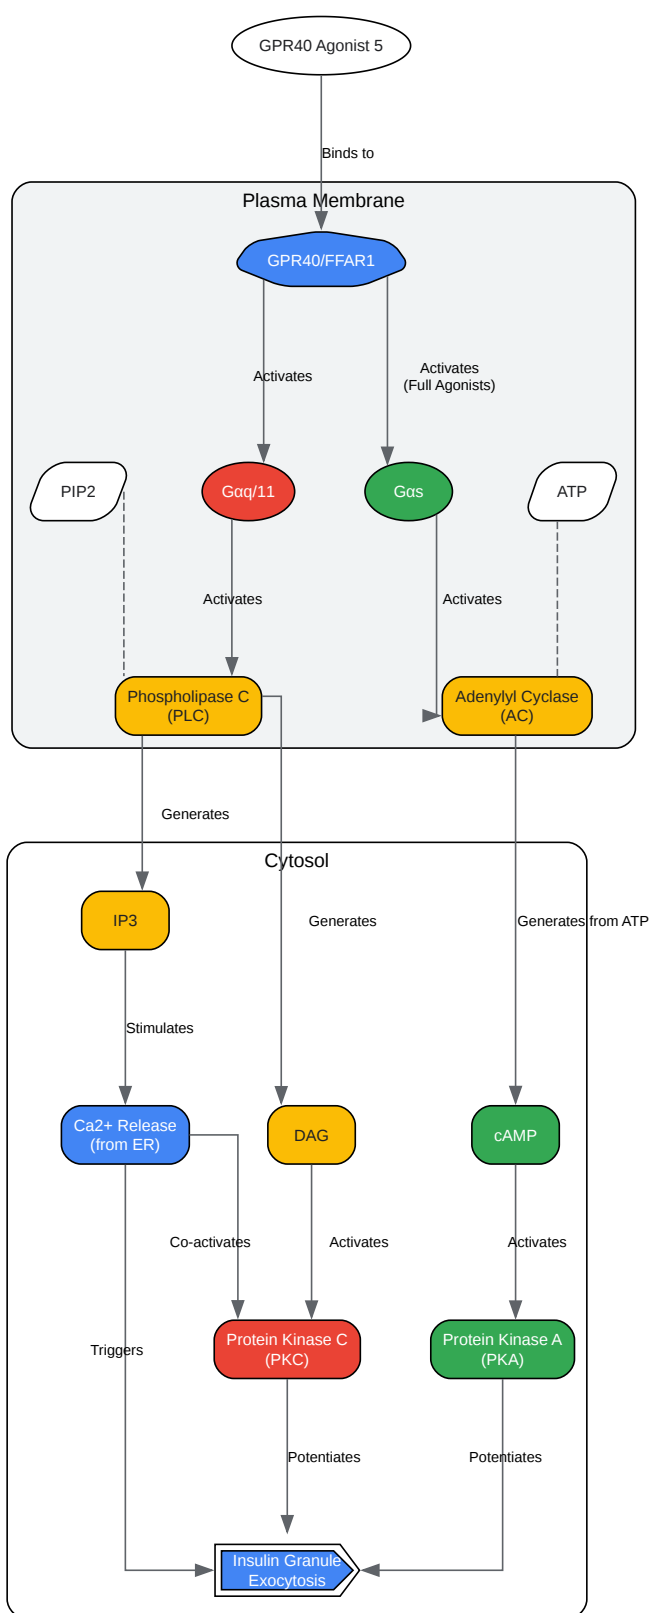 GPR40 Agonist 5
Binds to
Plasma Membrane
GPR40/FFAR1
Activates
Activates
(Full Agonists)
PIP2
Gαq/11
Gαs
ATP
Activates
Activates
Phospholipase C
(PLC)
Adenylyl Cyclase
(AC)
Generates
Cytosol
IP3
Generates
Generates from ATP
Stimulates
Ca2+ Release
(from ER)
DAG
cAMP
Co-activates
Activates
Activates
Triggers
Protein Kinase C
(PKC)
Protein Kinase A
(PKA)
Potentiates
Potentiates
Insulin Granule
Exocytosis